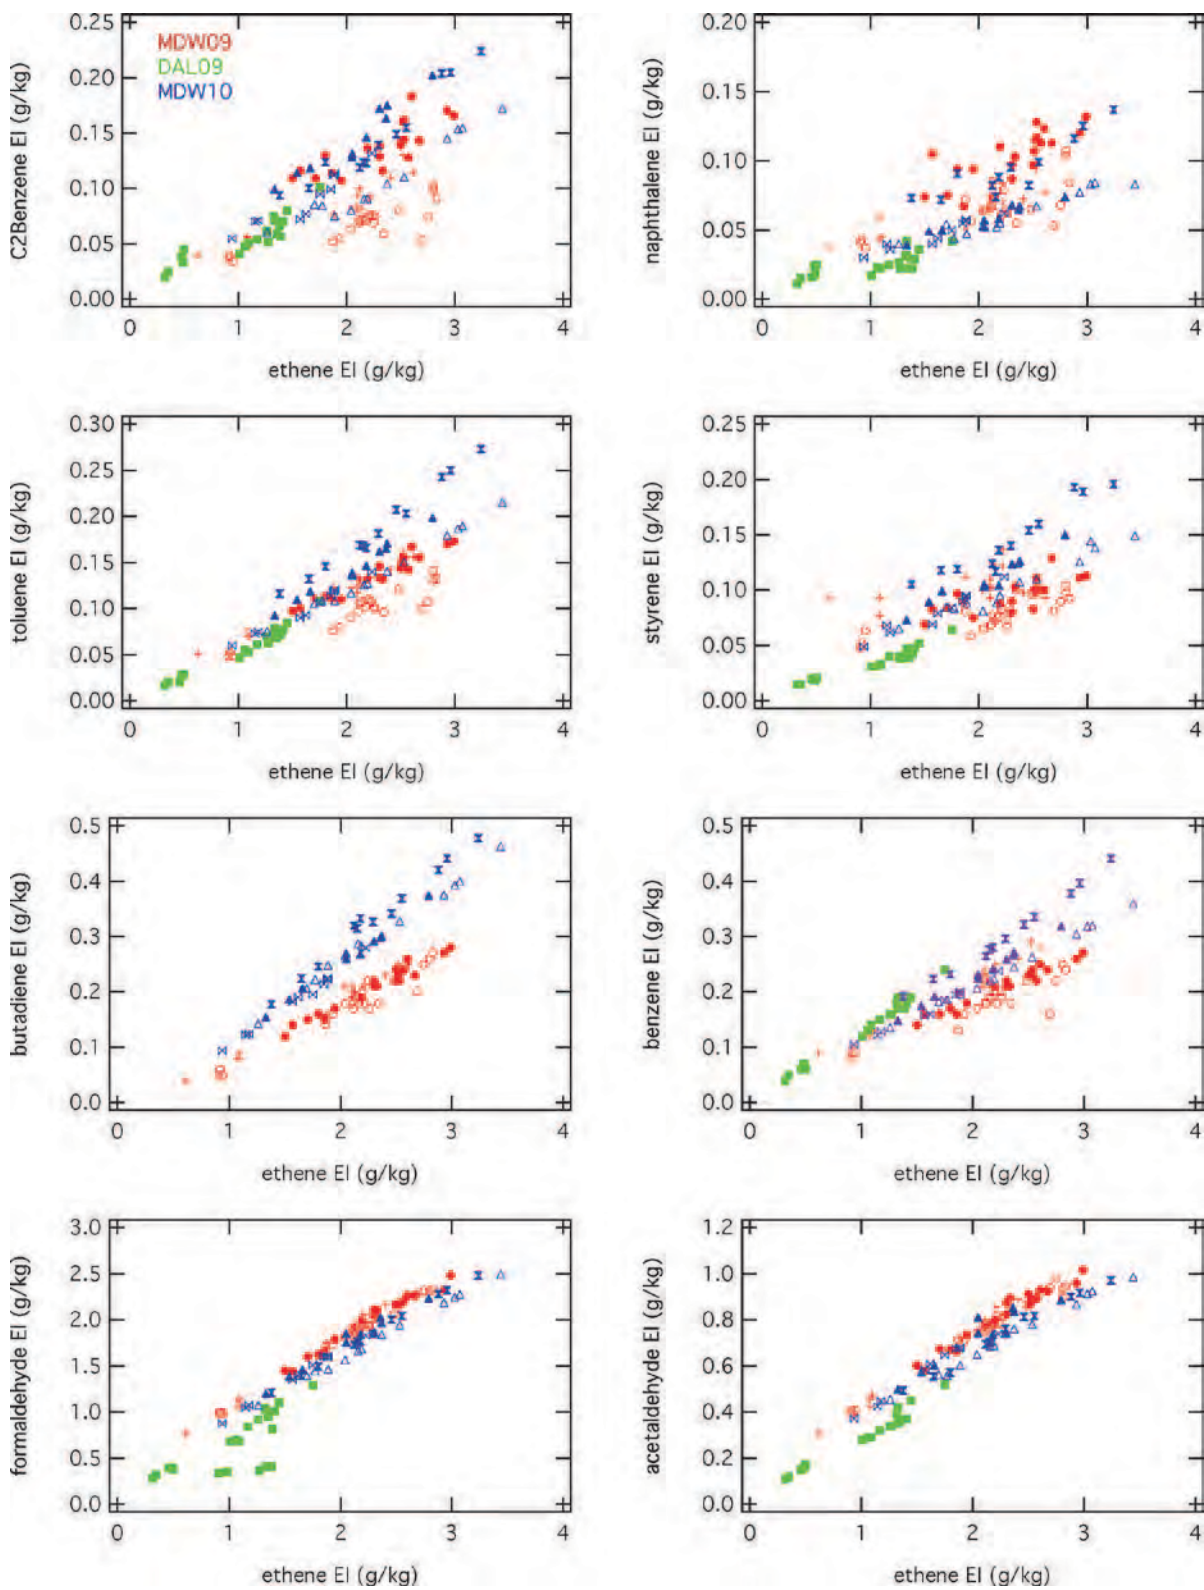 0.25
0.20
0.15
0.10
0.05
0.00
C2Benzene EI (g/kg)
MDW09
DAL09
MDW10
0 1 2 3 4
ethene EI (g/kg)
0.20
0.15
0.10
0.05
0.00
naphthalene EI (g/kg)
0 1 2 3 4
ethene EI (g/kg)
0.30
0.25
0.20
0.15
0.10
0.05
0.00
toluene EI (g/kg)
0 1 2 3 4
ethene EI (g/kg)
0.25
0.20
0.15
0.10
0.05
0.00
styrene EI (g/kg)
0 1 2 3 4
ethene EI (g/kg)
0.5
0.4
0.3
0.2
0.1
0.0
butadiene EI (g/kg)
0 1 2 3 4
ethene EI (g/kg)
0.5
0.4
0.3
0.2
0.1
0.0
benzene EI (g/kg)
0 1 2 3 4
ethene EI (g/kg)
3.0
2.5
2.0
1.5
1.0
0.5
0.0
formaldehyde EI (g/kg)
0 1 2 3 4
ethene EI (g/kg)
1.2
1.0
0.8
0.6
0.4
0.2
0.0
acetaldehyde EI (g/kg)
0 1 2 3 4
ethene EI (g/kg)